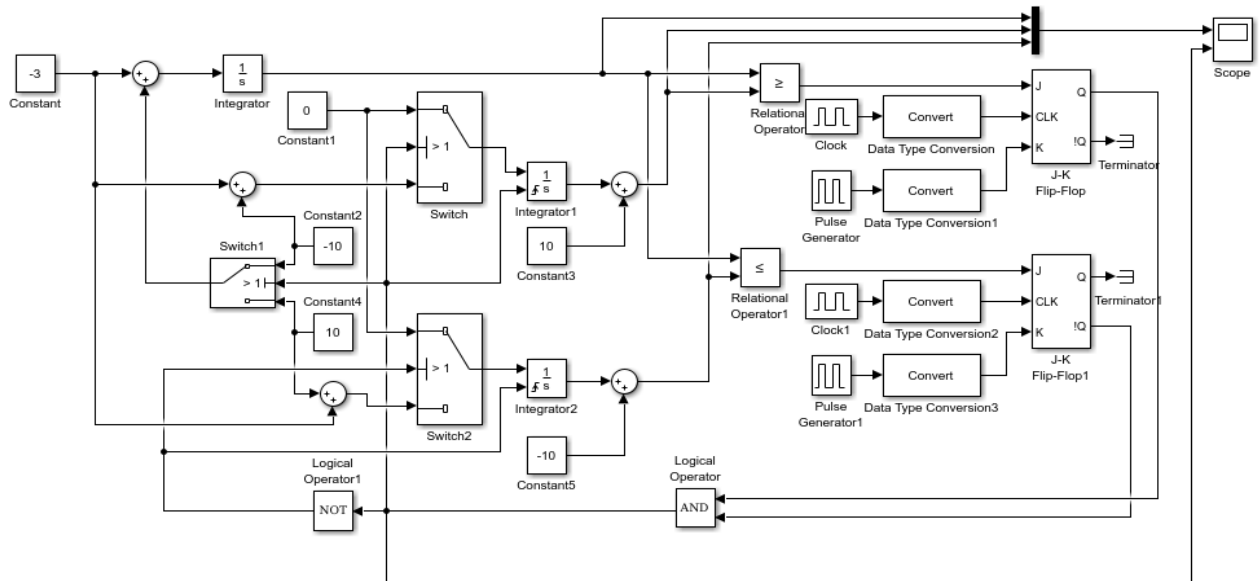 -3
Constant
+
+
1
s
Integrator
0
Constant1
> 1
Switch
+
+
Constant2
-10
Switch1
> 1
Constant4
10
1
s
Integrator1
+
+
10
Constant3
≥
Relational
Operator
Clock
Convert
Data Type Conversion
Pulse
Generator
Convert
Data Type Conversion1
J
CLK
K
Q
!Q
J-K
Flip-Flop
Terminator
Scope
≤
Relational
Operator1
Clock1
Convert
Data Type Conversion2
Pulse
Generator1
Convert
Data Type Conversion3
J
CLK
K
Q
!Q
J-K
Flip-Flop1
Terminator1
+
+
> 1
Switch2
1
s
Integrator2
+
+
-10
Constant5
Logical
Operator1
NOT
Logical
Operator
AND